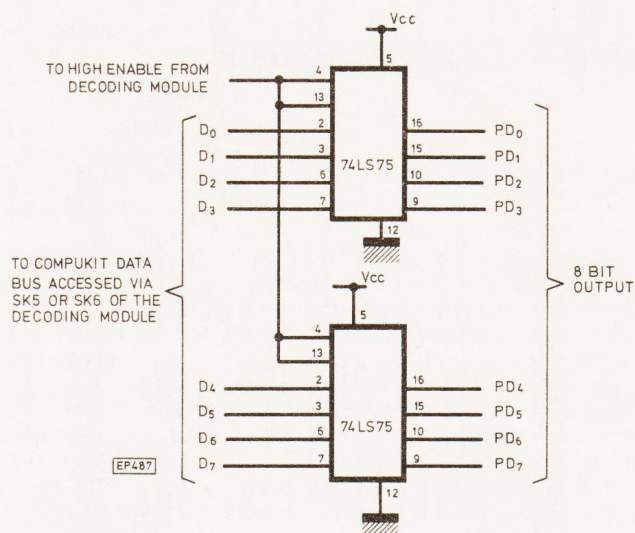 Vcc
5
TO HIGH ENABLE FROM
DECODING MODULE
4
13
D0 2 16 PD0
D1 3 15 PD1
74LS75
D2 6 10 PD2
D3 7 9 PD3
12
TO COMPUKIT DATA
BUS ACCESSED VIA
SK5 OR SK6 OF THE
DECODING MODULE
8 BIT
OUTPUT
Vcc
5
4
13
D4 2 16 PD4
D5 3 15 PD5
74LS75
D6 6 10 PD6
D7 7 9 PD7
EP487
12